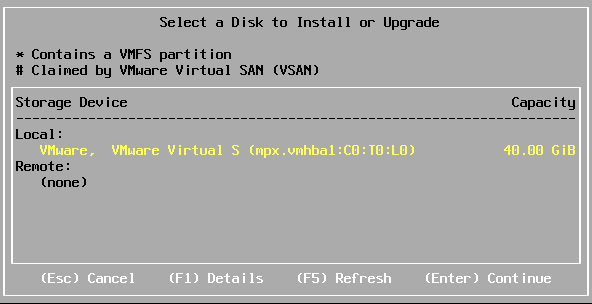 Select a Disk to Install or Upgrade
* Contains a VMFS partition
# Claimed by VMware Virtual SAN (VSAN)
Storage Device Capacity
Local:
VMware, VMware Virtual S (mpx.vmhba1:C0:T0:L0) 40.00 GiB
Remote:
(none)
(Esc) Cancel (F1) Details (F5) Refresh (Enter) Continue